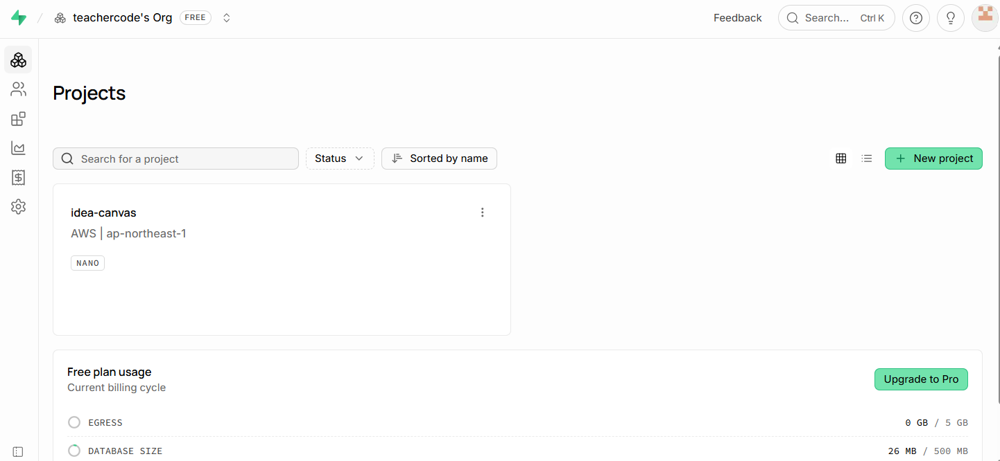 teachercode's Org FREE Feedback Search... Ctrl K
Projects
Search for a project Status Sorted by name New project
idea-canvas
AWS | ap-northeast-1
NANO
Free plan usage
Current billing cycle
Upgrade to Pro
EGRESS 0 GB / 5 GB
DATABASE SIZE 26 MB / 500 MB